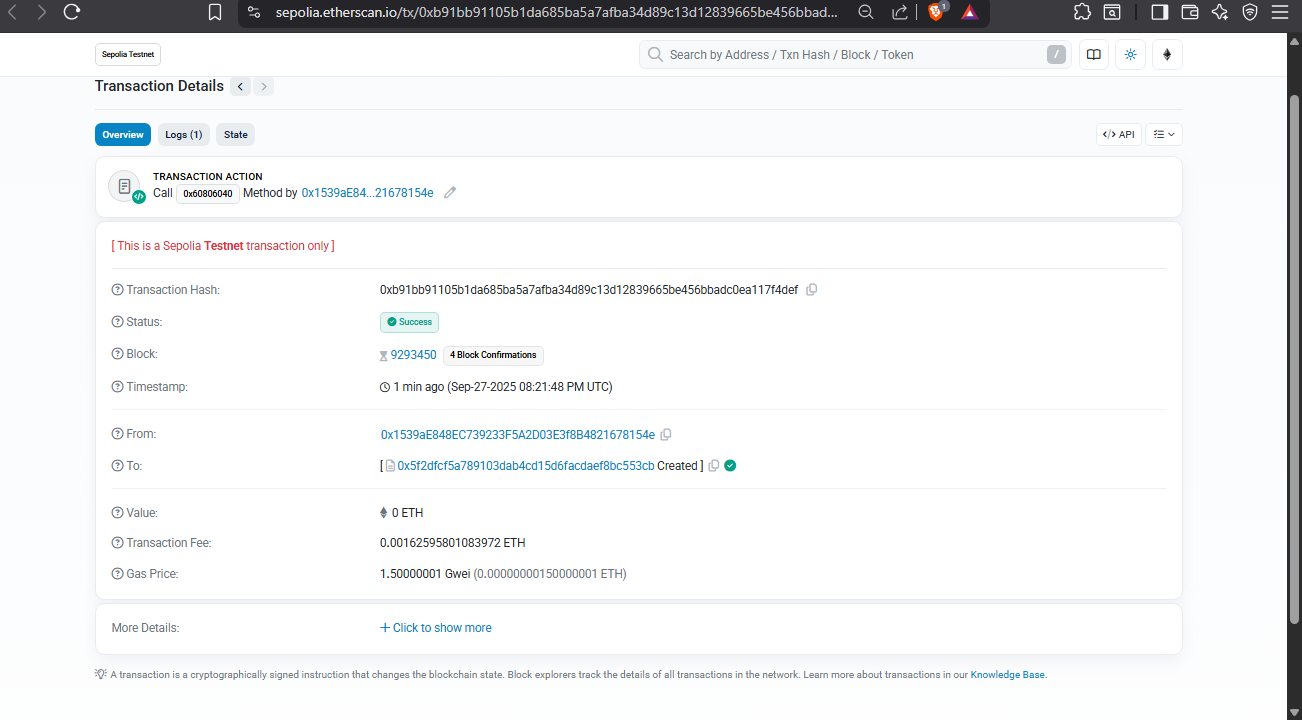 sepolia.etherscan.io/tx/0xb91bb91105b1da685ba5a7afba34d89c13d12839665be456bbad...
1
Sepolia Testnet
Search by Address / Txn Hash / Block / Token
/
Transaction Details
Overview
Logs (1)
State
</> API
TRANSACTION ACTION
Call 0x60806040 Method by 0x1539aE84...21678154e
[ This is a Sepolia Testnet transaction only ]
Transaction Hash: 0xb91bb91105b1da685ba5a7afba34d89c13d12839665be456bbadc0ea117f4def
Status: Success
Block: 9293450 4 Block Confirmations
Timestamp: 1 min ago (Sep-27-2025 08:21:48 PM UTC)
From: 0x1539aE848EC739233F5A2D03E3f8B4821678154e
To: [ 0x5f2dfcf5a789103dab4cd15d6facdaef8bc553cb Created ]
Value: 0 ETH
Transaction Fee: 0.00162595801083972 ETH
Gas Price: 1.50000001 Gwei (0.00000000150000001 ETH)
More Details: + Click to show more
A transaction is a cryptographically signed instruction that changes the blockchain state. Block explorers track the details of all transactions in the network. Learn more about transactions in our Knowledge Base.